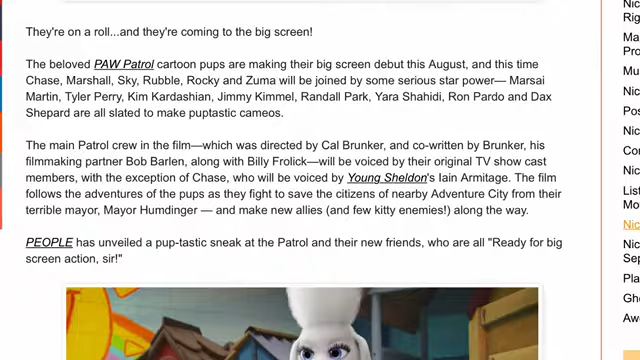 They're on a roll...and they're coming to the big screen!
The beloved PAW Patrol cartoon pups are making their big screen debut this August, and this time
Chase, Marshall, Sky, Rubble, Rocky and Zuma will be joined by some serious star power— Marsai
Martin, Tyler Perry, Kim Kardashian, Jimmy Kimmel, Randall Park, Yara Shahidi, Ron Pardo and Dax
Shepard are all slated to make puptastic cameos.
The main Patrol crew in the film—which was directed by Cal Brunker, and co-written by Brunker, his
filmmaking partner Bob Barlen, along with Billy Frolick—will be voiced by their original TV show cast
members, with the exception of Chase, who will be voiced by Young Sheldon's Iain Armitage. The film
follows the adventures of the pups as they fight to save the citizens of nearby Adventure City from their
terrible mayor, Mayor Humdinger — and make new allies (and few kitty enemies!) along the way.
PEOPLE has unveiled a pup-tastic sneak at the Patrol and their new friends, who are all "Ready for big
screen action, sir!"
Nic
Rig
Ma
Pro
Mu
Nic
Pos
Nic
Con
Nic
List
Mo
Nic
Nic
Sep
Pla
Gho
Awa